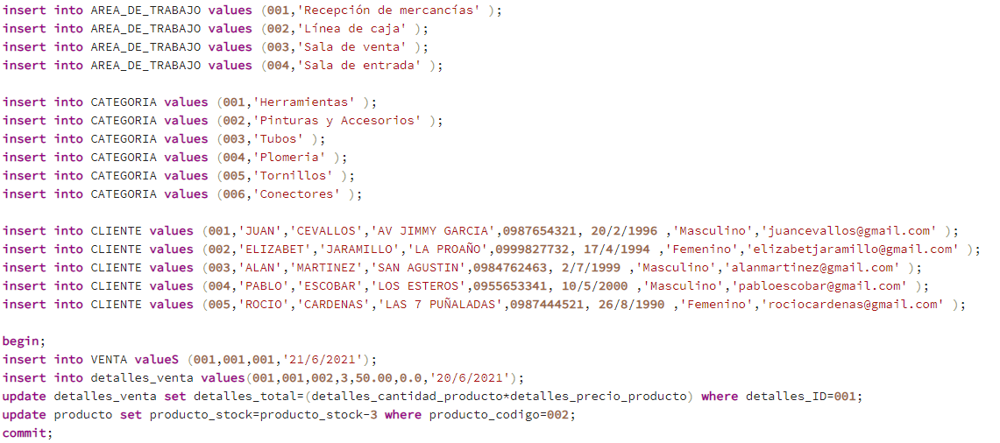 insert into AREA_DE_TRABAJO values (001,'Recepción de mercancías' );
insert into AREA_DE_TRABAJO values (002,'Línea de caja' );
insert into AREA_DE_TRABAJO values (003,'Sala de venta' );
insert into AREA_DE_TRABAJO values (004,'Sala de entrada' );

insert into CATEGORIA values (001,'Herramientas' );
insert into CATEGORIA values (002,'Pinturas y Accesorios' );
insert into CATEGORIA values (003,'Tubos' );
insert into CATEGORIA values (004,'Plomeria' );
insert into CATEGORIA values (005,'Tornillos' );
insert into CATEGORIA values (006,'Conectores' );

insert into CLIENTE values (001,'JUAN','CEVALLOS','AV JIMMY GARCIA',0987654321, 20/2/1996 ,'Masculino','juancevallos@gmail.com' );
insert into CLIENTE values (002,'ELIZABET','JARAMILLO','LA PROAÑO',0999827732, 17/4/1994 ,'Femenino','elizabetjaramillo@gmail.com' );
insert into CLIENTE values (003,'ALAN','MARTINEZ','SAN AGUSTIN',0984762463, 2/7/1999 ,'Masculino','alanmartinez@gmail.com' );
insert into CLIENTE values (004,'PABLO','ESCOBAR','LOS ESTEROS',0955653341, 10/5/2000 ,'Masculino','pabloescobar@gmail.com' );
insert into CLIENTE values (005,'ROCIO','CARDENAS','LAS 7 PUÑALADAS',0987444521, 26/8/1990 ,'Femenino','rociocardenas@gmail.com' );

begin;
insert into VENTA valueS (001,001,001,'21/6/2021');
insert into detalles_venta values(001,001,002,3,50.00,0.0,'20/6/2021');
update detalles_venta set detalles_total=(detalles_cantidad_producto*detalles_precio_producto) where detalles_ID=001;
update producto set producto_stock=producto_stock-3 where producto_codigo=002;
commit;